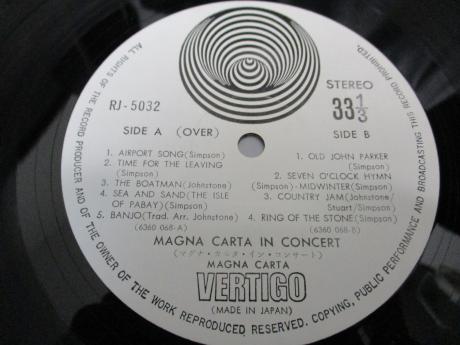 ALL RIGHTS OF THE RECORD PRODUCER AND OF THE OWNER OF THE WORK REPRODUCED RESERVED. COPYING, PUBLIC PERFORMANCE AND BROADCASTING THIS RECORD PROHIBITED.
STEREO
RJ-5032
33 1/3
SIDE A (OVER)
SIDE B
1. AIRPORT SONG(Simpson)
2. TIME FOR THE LEAVING
(Simpson)
3. THE BOATMAN(Johnstone)
4. SEA AND SAND(THE ISLE
OF PABAY)(Simpson)
5. BANJO(Trad. Arr. Johnstone)
(6360 068-A)
1. OLD JOHN PARKER
(Simpson)
2. SEVEN O'CLOCK HYMN
(Simpson)-MIDWINTER(Simpson)
3. COUNTRY JAM(Johnstone/
Stuart/Simpson)
4. RING OF THE STONE(Simpson)
(6360 068-B)
MAGNA CARTA IN CONCERT
(マグナ・カルタ・イン・コンサート)
MAGNA CARTA
VERTIGO
(MADE IN JAPAN)